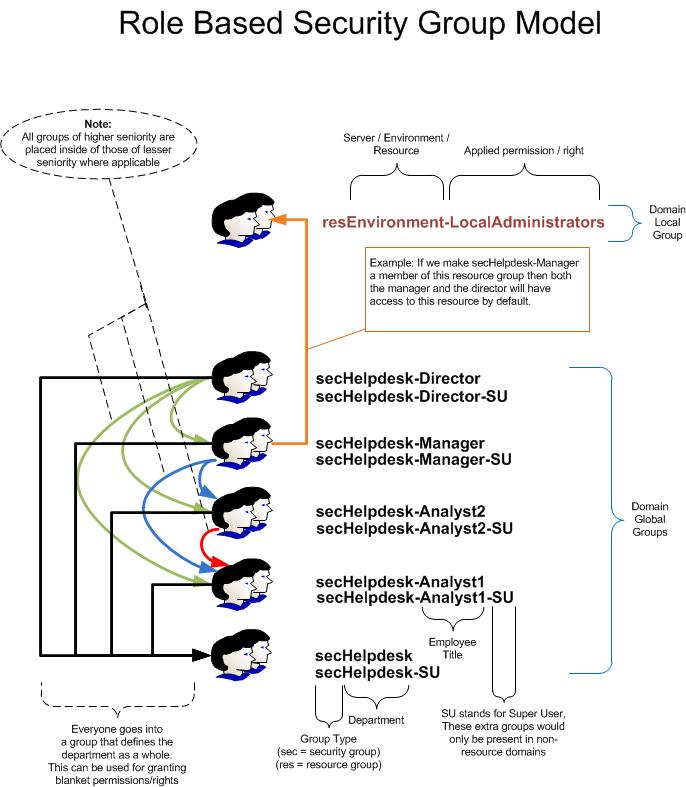 Role Based Security Group Model
Note:
All groups of higher seniority are
placed inside of those of lesser
seniority where applicable
Server / Environment /
Resource
Applied permission / right
resEnvironment-LocalAdministrators
Domain
Local
Group
Example: If we make secHelpdesk-Manager
a member of this resource group then both
the manager and the director will have
access to this resource by default.
secHelpdesk-Director
secHelpdesk-Director-SU
secHelpdesk-Manager
secHelpdesk-Manager-SU
secHelpdesk-Analyst2
secHelpdesk-Analyst2-SU
Domain
Global
Groups
secHelpdesk-Analyst1
secHelpdesk-Analyst1-SU
Employee
Title
secHelpdesk
secHelpdesk-SU
Department
Group Type
(sec = security group)
(res = resource group)
SU stands for Super User,
These extra groups would
only be present in non-
resource domains
Everyone goes into
a group that defines the
department as a whole.
This can be used for granting
blanket permissions/rights